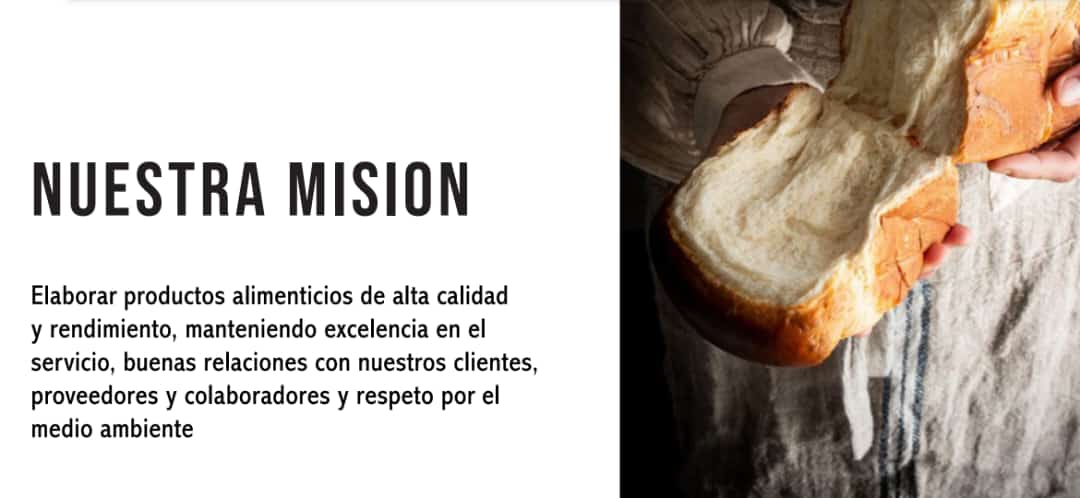 NUESTRA MISION
Elaborar productos alimenticios de alta calidad
y rendimiento, manteniendo excelencia en el
servicio, buenas relaciones con nuestros clientes,
proveedores y colaboradores y respeto por el
medio ambiente